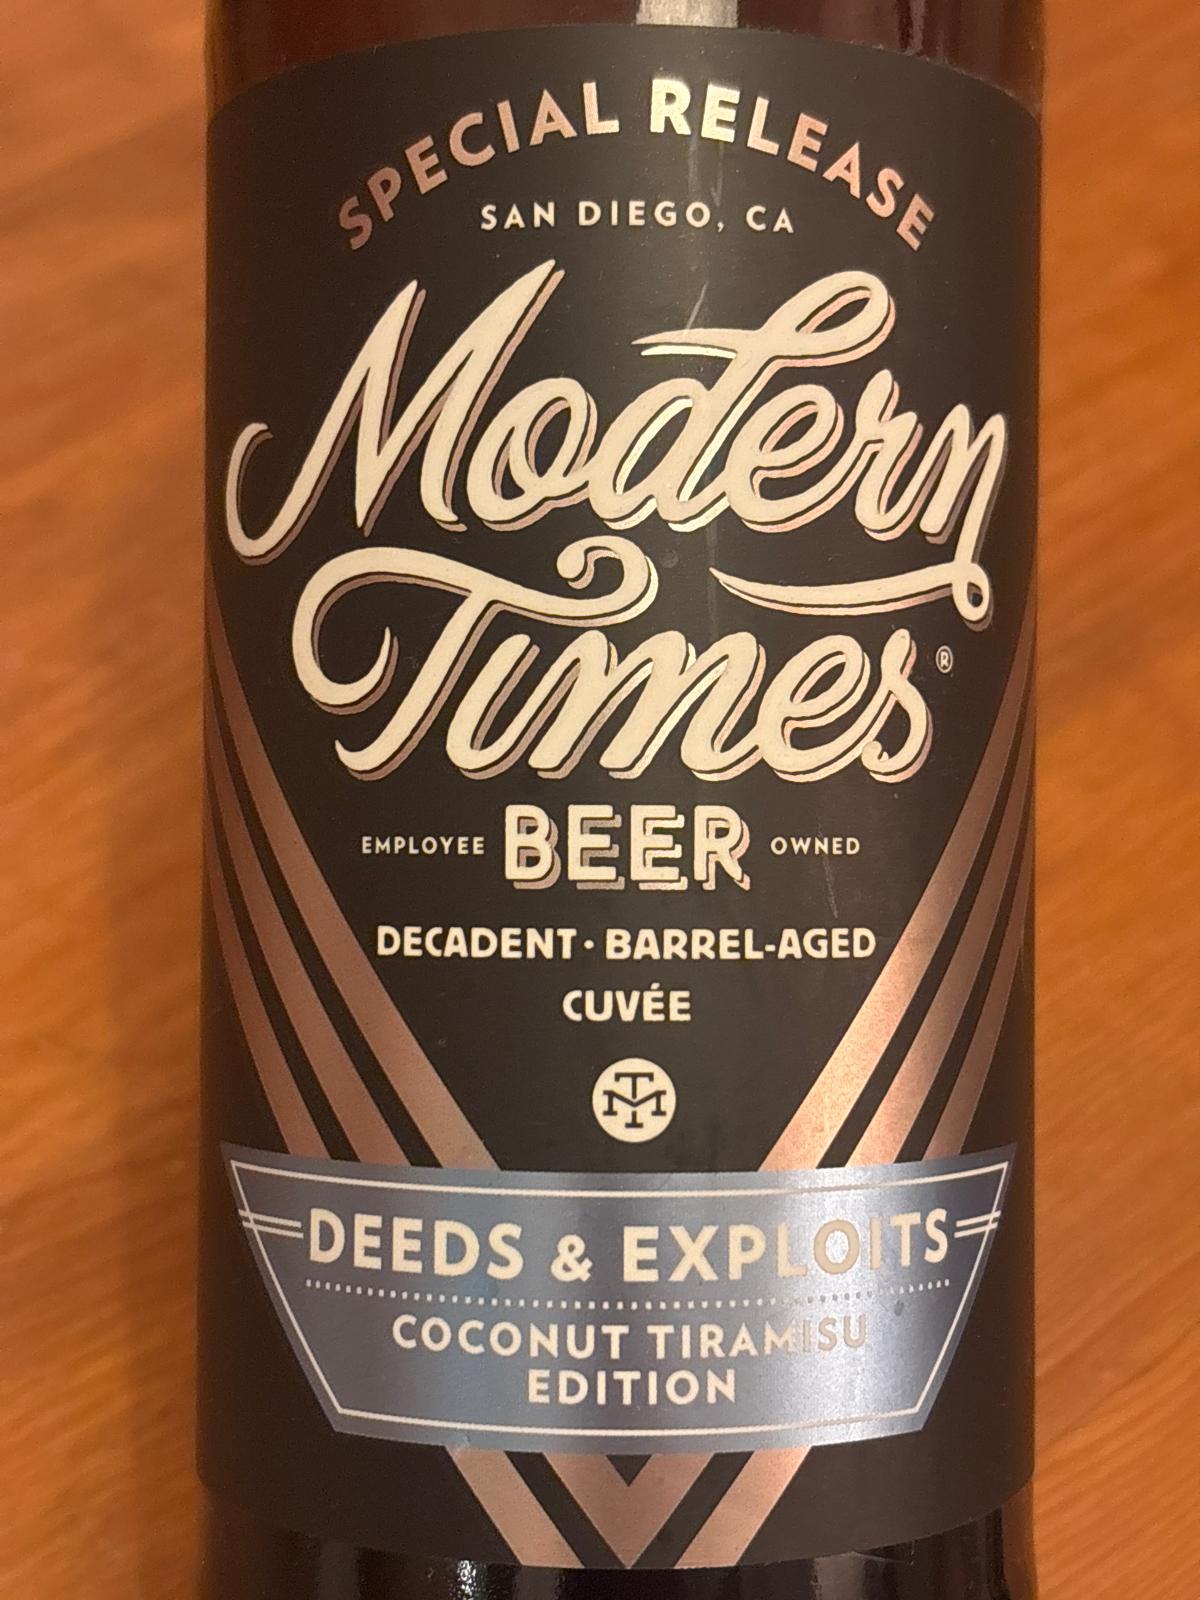 SPECIAL RELEASE
SAN DIEGO, CA
Modern
Times®
EMPLOYEE BEER OWNED
DECADENT · BARREL-AGED
CUVÉE
TM
DEEDS & EXPLOITS
COCONUT TIRAMISU
EDITION